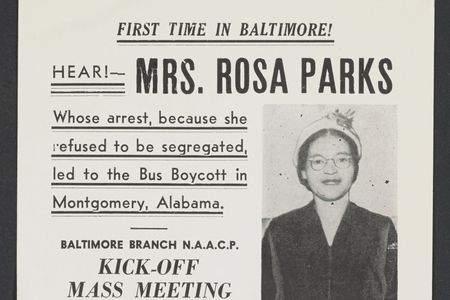 FIRST TIME IN BALTIMORE!
HEAR!— MRS. ROSA PARKS
Whose arrest, because she
refused to be segregated,
led to the Bus Boycott in
Montgomery, Alabama.
BALTIMORE BRANCH N.A.A.C.P.
KICK-OFF
MASS MEETING